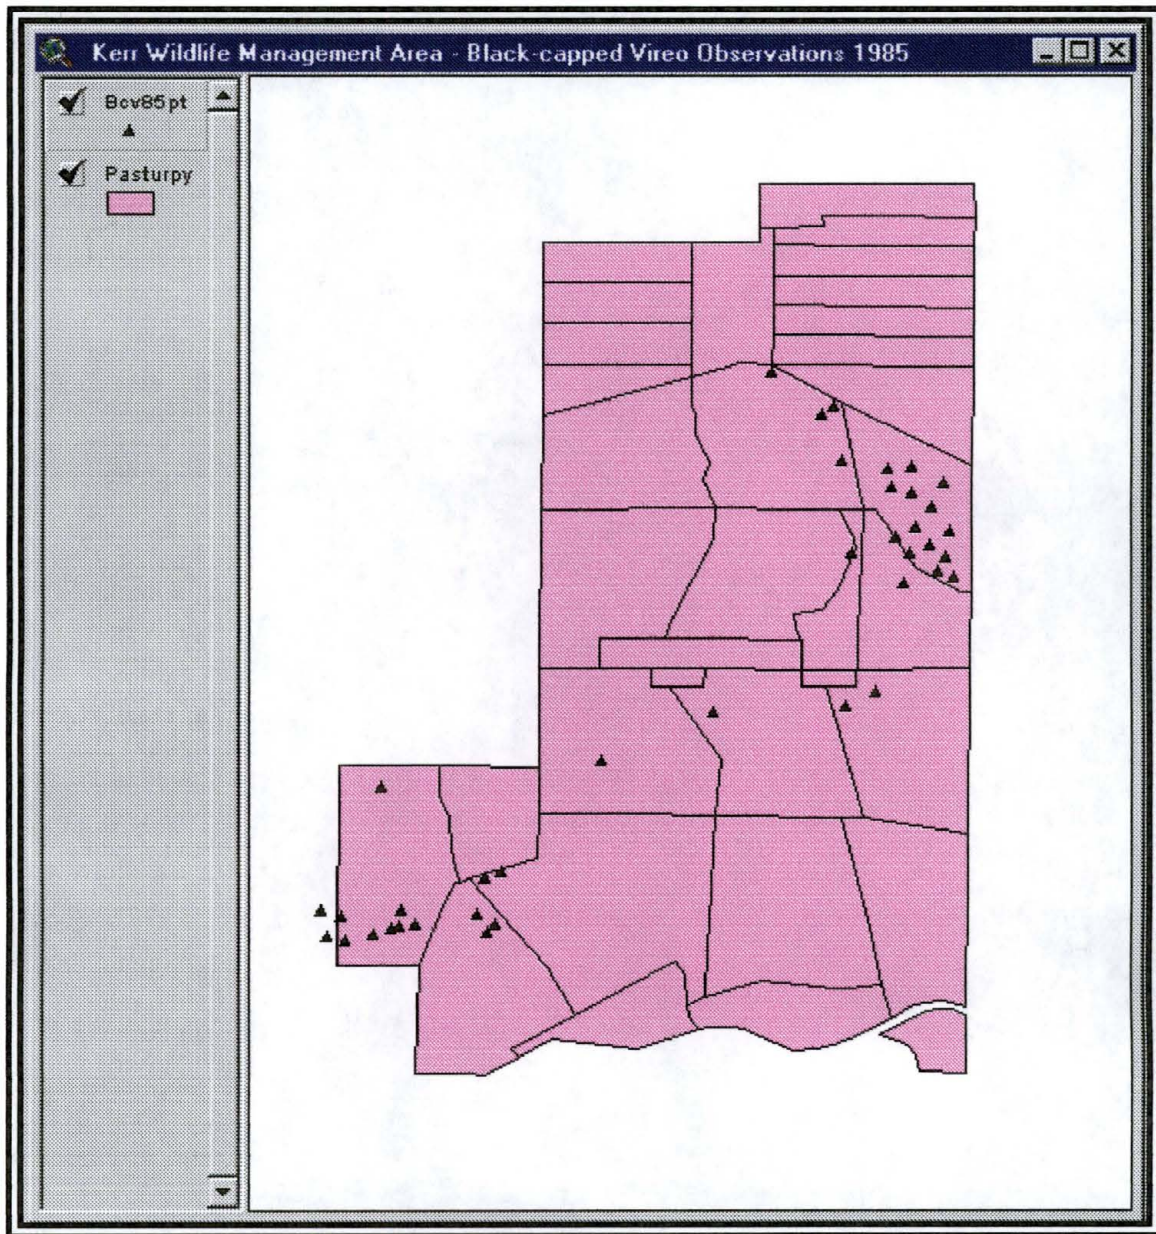 Kerr Wildlife Management Area - Black-capped Vireo Observations 1985
Bcv85pt
Pasturpy